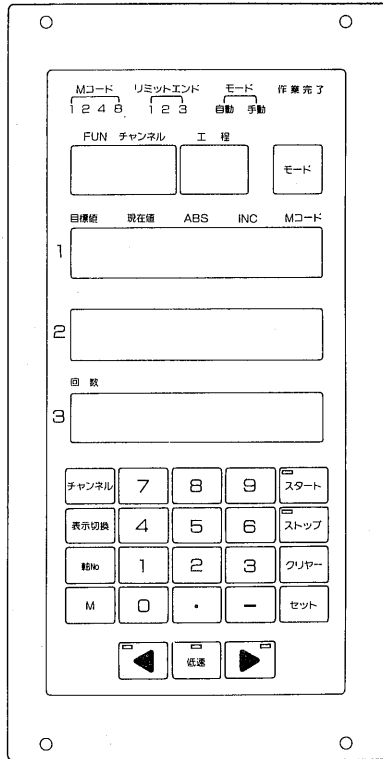 Mコード リミットエンド モード 作業完了
1 2 4 8 1 2 3 自動 手動
FUN チャンネル 工 程
モード
目標値 現在値 ABS INC Mコード
1
2
回 数
3
チャンネル 7 8 9 スタート
表示切換 4 5 6 ストップ
軸No 1 2 3 クリヤー
M 0 · − セット
◀ 低速 ▶